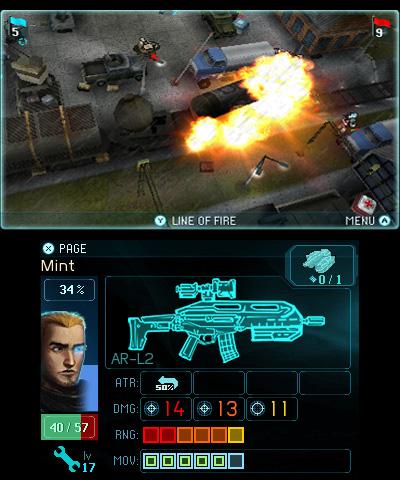 5
9
Y LINE OF FIRE
MENU A
X PAGE
Mint
0/1
34%
AR-L2
ATR: 50%
DMG: 14 13 11
40/57
RNG:
lv 17
MOV: